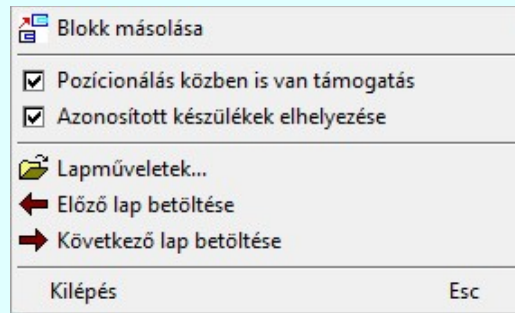 Blokk másolása
Pozícionálás közben is van támogatás
Azonosított készülékek elhelyezése
Lapműveletek...
Előző lap betöltése
Következő lap betöltése
Kilépés Esc